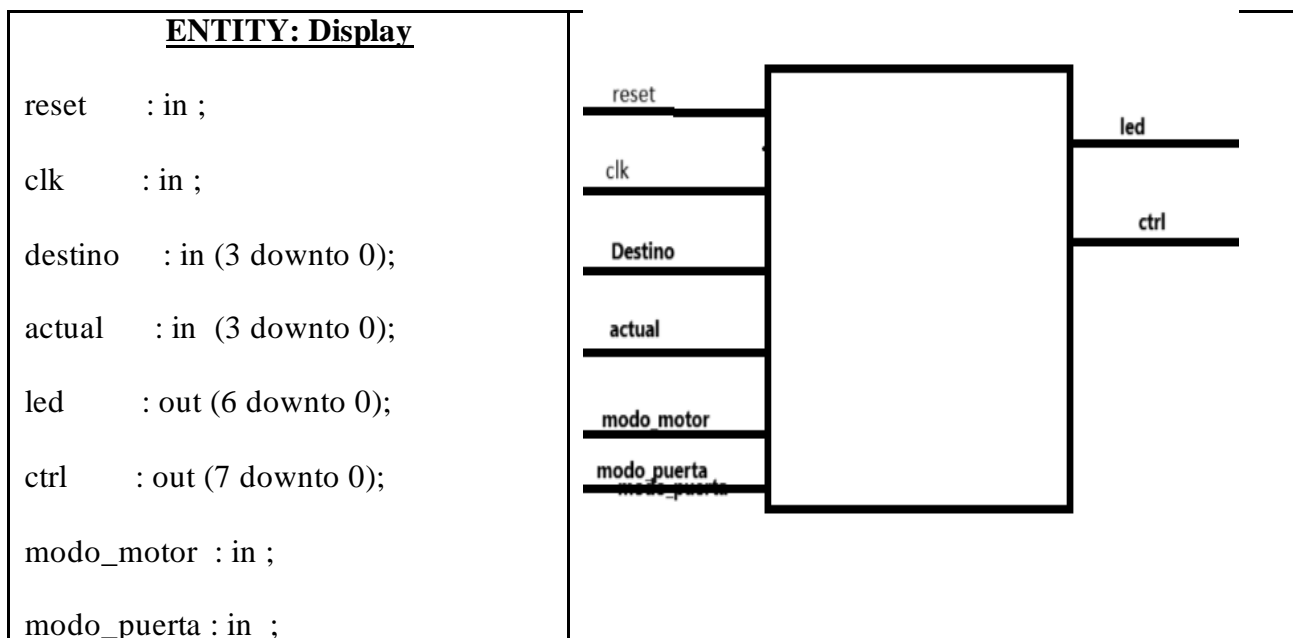 ENTITY: Display
reset : in ;
clk : in ;
destino : in (3 downto 0);
actual : in (3 downto 0);
led : out (6 downto 0);
ctrl : out (7 downto 0);
modo_motor : in ;
modo_puerta : in ;
reset
clk
Destino
actual
modo_motor
modo_puerta
modo_puerta
led
ctrl